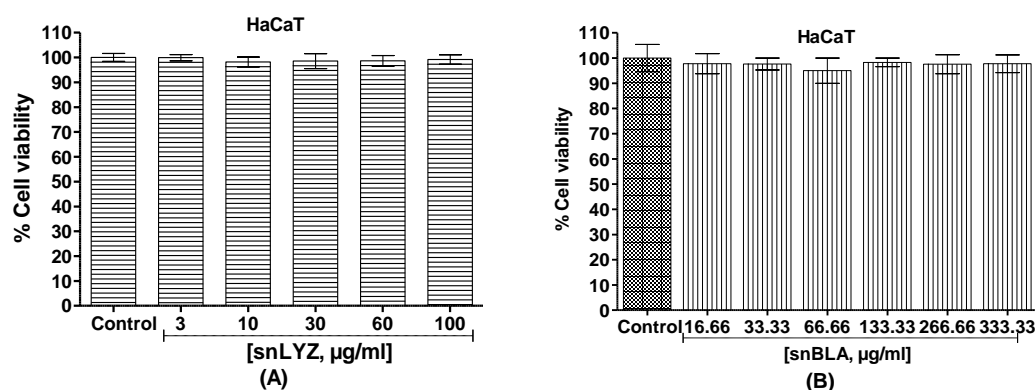 HaCaT
110
100
90
80
70
60
50
40
30
20
10
0
% Cell viability
Control 3 10 30 60 100
[snLYZ, µg/ml]
(A)
HaCaT
110
100
90
80
70
60
50
40
30
20
10
0
% Cell viability
Control 16.66 33.33 66.66 133.33 266.66 333.33
[snBLA, µg/ml]
(B)